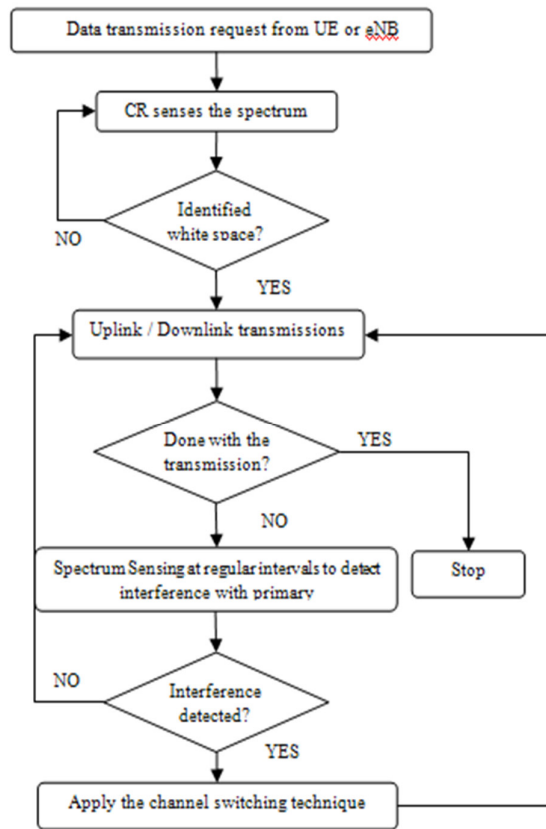 Data transmission request from UE or eNB
CR senses the spectrum
Identified
white space?
NO
YES
Uplink / Downlink transmissions
Done with the
transmission?
YES
NO
Spectrum Sensing at regular intervals to detect
interference with primary
Stop
NO
Interference
detected?
YES
Apply the channel switching technique